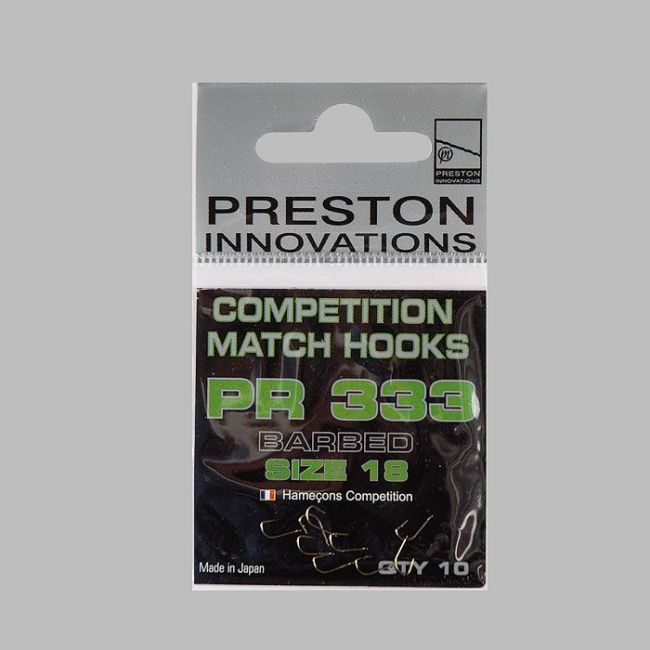 PRESTON
INNOVATIONS
PRESTON
INNOVATIONS
COMPETITION
MATCH HOOKS
PR 333
BARBED
SIZE 18
Hameçons Competition
Made in Japan
QTY 10